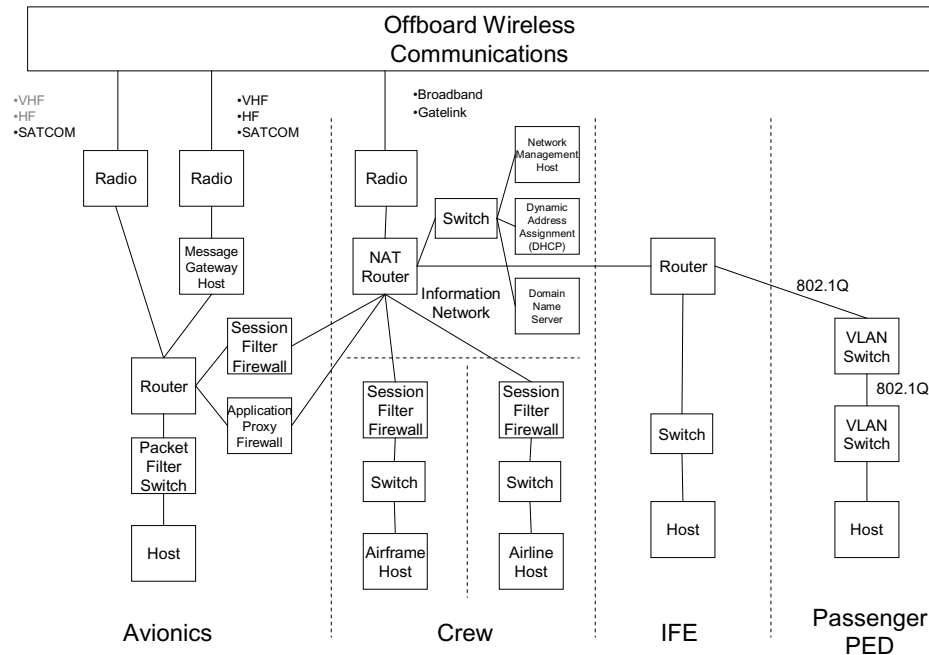 Offboard Wireless
Communications
•VHF
•HF
•SATCOM
•VHF
•HF
•SATCOM
•Broadband
•Gatelink
Radio
Radio
Radio
Network
Management
Host
Switch
Dynamic
Address
Assignment
(DHCP)
Message
Gateway
Host
NAT
Router
Router
Information
Network
Domain
Name
Server
802.1Q
Session
Filter
Firewall
VLAN
Switch
Router
Application
Proxy
Firewall
Session
Filter
Firewall
Session
Filter
Firewall
802.1Q
Switch
VLAN
Switch
Packet
Filter
Switch
Switch
Switch
Host
Airframe
Host
Airline
Host
Host
Host
Avionics
Crew
IFE
Passenger
PED